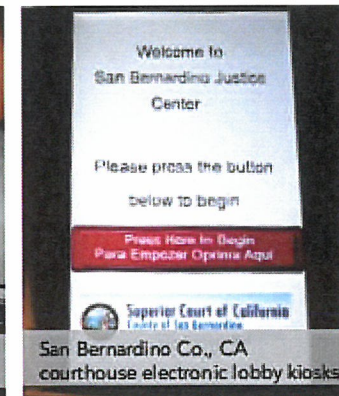 Welcome to
San Bernardino Justice
Center
Please press the button
below to begin
Press Here to Begin
Para Empezar Oprima Aqui
Superior Court of California
County of San Bernardino
San Bernardino Co., CA
courthouse electronic lobby kiosks